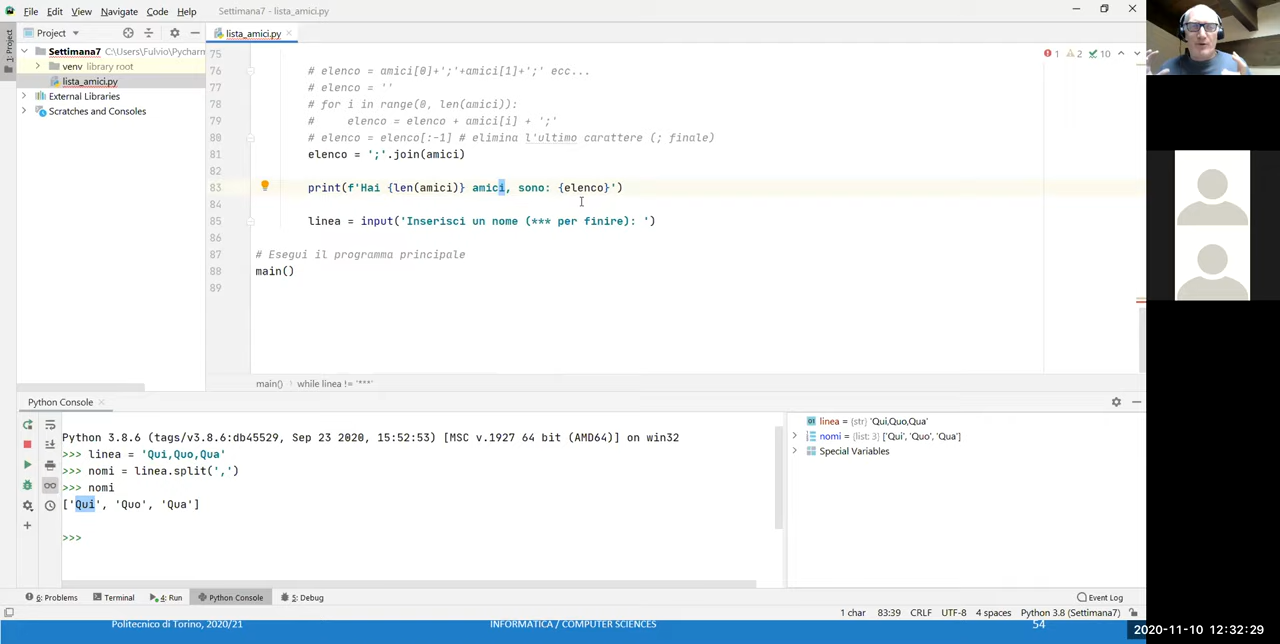 File Edit View Navigate Code Help Settimana7 - lista_amici.py
Project lista_amici.py
1: Project
Settimana7 C:\Users\Fulvio\Pycharm
venv library root
lista_amici.py
External Libraries
Scratches and Consoles
1 2 10
75
76 # elenco = amici[0]+';'+amici[1]+';' ecc...
77 # elenco = ''
78 # for i in range(0, len(amici)):
79 # elenco = elenco + amici[i] + ';'
80 # elenco = elenco[:-1] # elimina l'ultimo carattere (; finale)
81 elenco = ';'.join(amici)
82
83 print(f'Hai {len(amici)} amici, sono: {elenco}')
84
85 linea = input('Inserisci un nome (*** per finire): ')
86
87 # Esegui il programma principale
88 main()
89
main() › while linea != '***'
Python Console
Python 3.8.6 (tags/v3.8.6:db45529, Sep 23 2020, 15:52:53) [MSC v.1927 64 bit (AMD64)] on win32
>>> linea = 'Qui,Quo,Qua'
>>> nomi = linea.split(',')
>>> nomi
['Qui', 'Quo', 'Qua']
>>>
linea = {str} 'Qui,Quo,Qua'
nomi = {list: 3} ['Qui', 'Quo', 'Qua']
Special Variables
6: Problems Terminal 4: Run Python Console 5: Debug Event Log
1 char 83:39 CRLF UTF-8 4 spaces Python 3.8 (Settimana7)
Politecnico di Torino, 2020/21 INFORMATICA / COMPUTER SCIENCES 54
2020-11-10 12:32:29